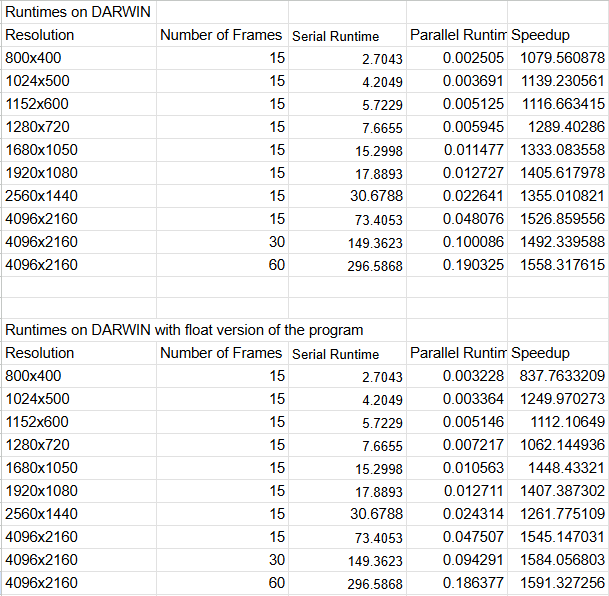 Runtimes on DARWIN
Resolution Number of Frames Serial Runtime Parallel Runtim Speedup
800x400 15 2.7043 0.002505 1079.560878
1024x500 15 4.2049 0.003691 1139.230561
1152x600 15 5.7229 0.005125 1116.663415
1280x720 15 7.6655 0.005945 1289.40286
1680x1050 15 15.2998 0.011477 1333.083558
1920x1080 15 17.8893 0.012727 1405.617978
2560x1440 15 30.6788 0.022641 1355.010821
4096x2160 15 73.4053 0.048076 1526.859556
4096x2160 30 149.3623 0.100086 1492.339588
4096x2160 60 296.5868 0.190325 1558.317615
Runtimes on DARWIN with float version of the program
Resolution Number of Frames Serial Runtime Parallel Runtim Speedup
800x400 15 2.7043 0.003228 837.7633209
1024x500 15 4.2049 0.003364 1249.970273
1152x600 15 5.7229 0.005146 1112.10649
1280x720 15 7.6655 0.007217 1062.144936
1680x1050 15 15.2998 0.010563 1448.43321
1920x1080 15 17.8893 0.012711 1407.387302
2560x1440 15 30.6788 0.024314 1261.775109
4096x2160 15 73.4053 0.047507 1545.147031
4096x2160 30 149.3623 0.094291 1584.056803
4096x2160 60 296.5868 0.186377 1591.327256